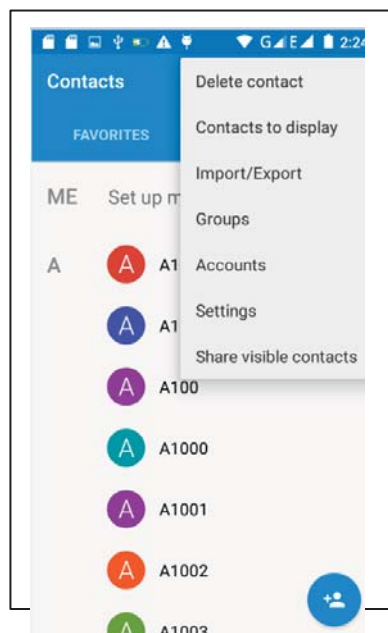 G E 2:24
Contacts
FAVORITES
Delete contact
Contacts to display
Import/Export
Groups
Accounts
Settings
Share visible contacts
ME Set up m
A
A A1
A A1
A A100
A A1000
A A1001
A A1002
A A1003